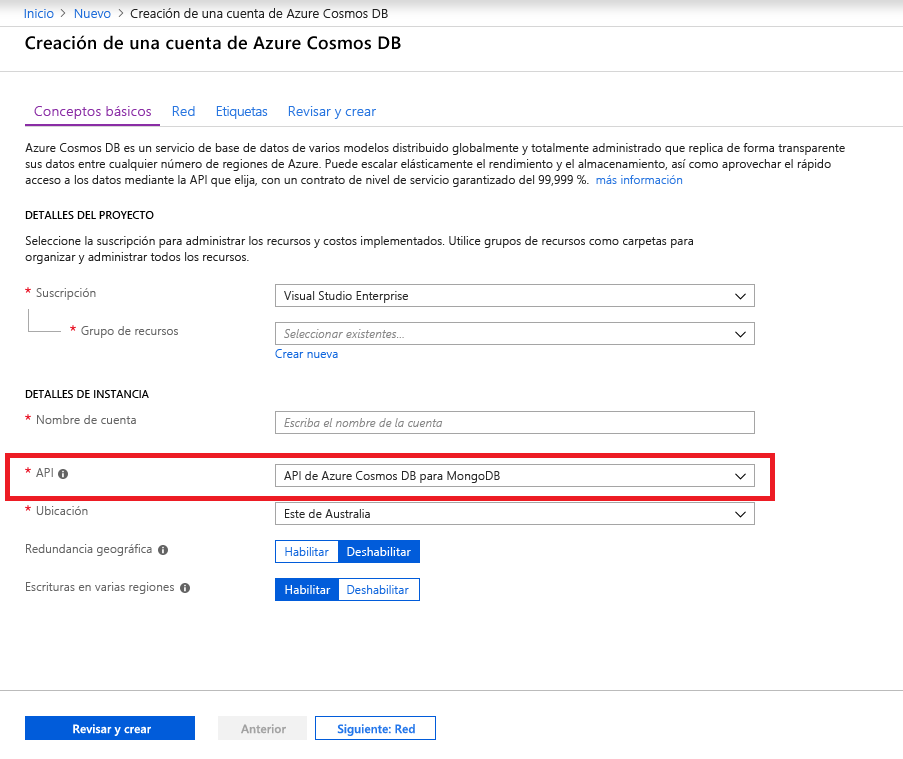 Inicio > Nuevo > Creación de una cuenta de Azure Cosmos DB
Creación de una cuenta de Azure Cosmos DB
Conceptos básicos Red Etiquetas Revisar y crear
Azure Cosmos DB es un servicio de base de datos de varios modelos distribuido globalmente y totalmente administrado que replica de forma transparente
sus datos entre cualquier número de regiones de Azure. Puede escalar elásticamente el rendimiento y el almacenamiento, así como aprovechar el rápido
acceso a los datos mediante la API que elija, con un contrato de nivel de servicio garantizado del 99,999 %. más información
DETALLES DEL PROYECTO
Seleccione la suscripción para administrar los recursos y costos implementados. Utilice grupos de recursos como carpetas para
organizar y administrar todos los recursos.
* Suscripción Visual Studio Enterprise
* Grupo de recursos Seleccionar existentes...
Crear nueva
DETALLES DE INSTANCIA
* Nombre de cuenta Escriba el nombre de la cuenta
* API API de Azure Cosmos DB para MongoDB
* Ubicación Este de Australia
Redundancia geográfica Habilitar Deshabilitar
Escrituras en varias regiones Habilitar Deshabilitar
Revisar y crear Anterior Siguiente: Red